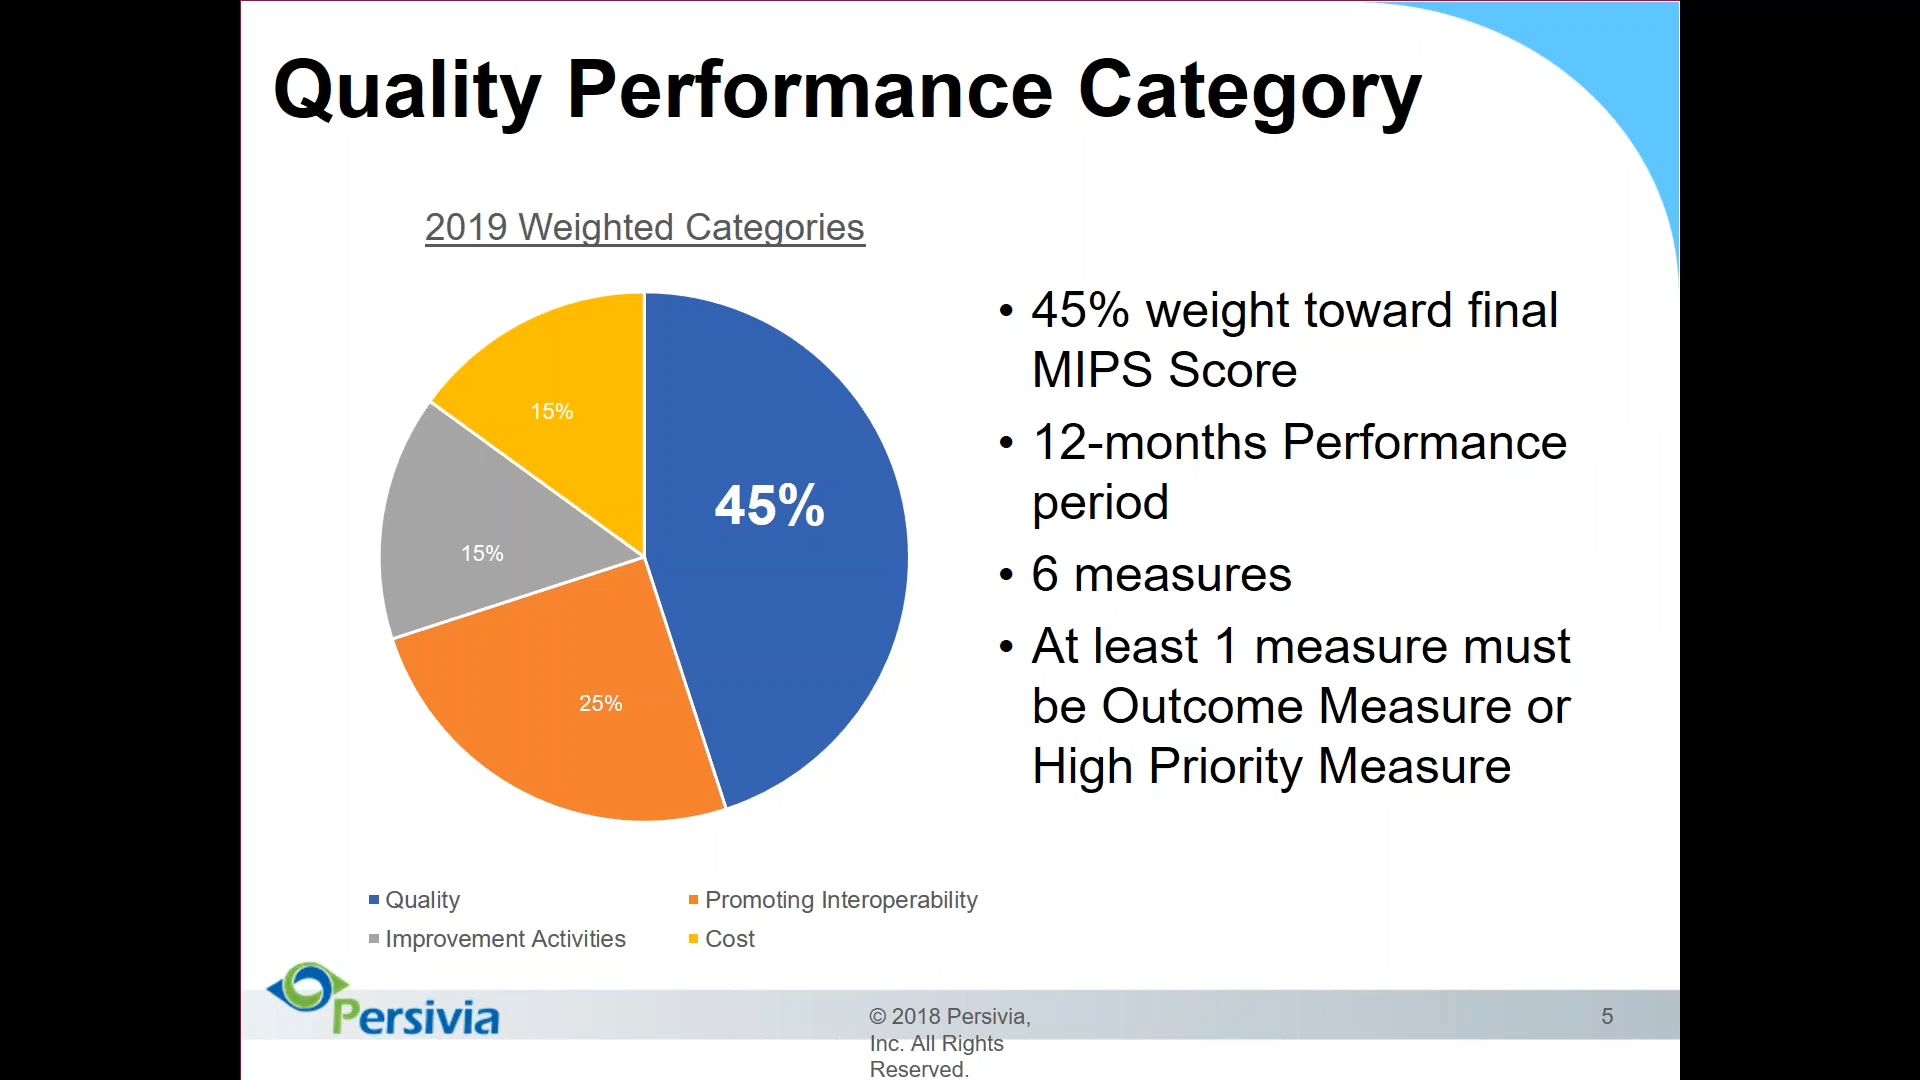 Quality Performance Category
2019 Weighted Categories
15%
45%
15%
25%
Quality
Promoting Interoperability
Improvement Activities
Cost
• 45% weight toward final
MIPS Score
• 12-months Performance
period
• 6 measures
• At least 1 measure must
be Outcome Measure or
High Priority Measure
Persivia
© 2018 Persivia,
Inc. All Rights
Reserved.
5